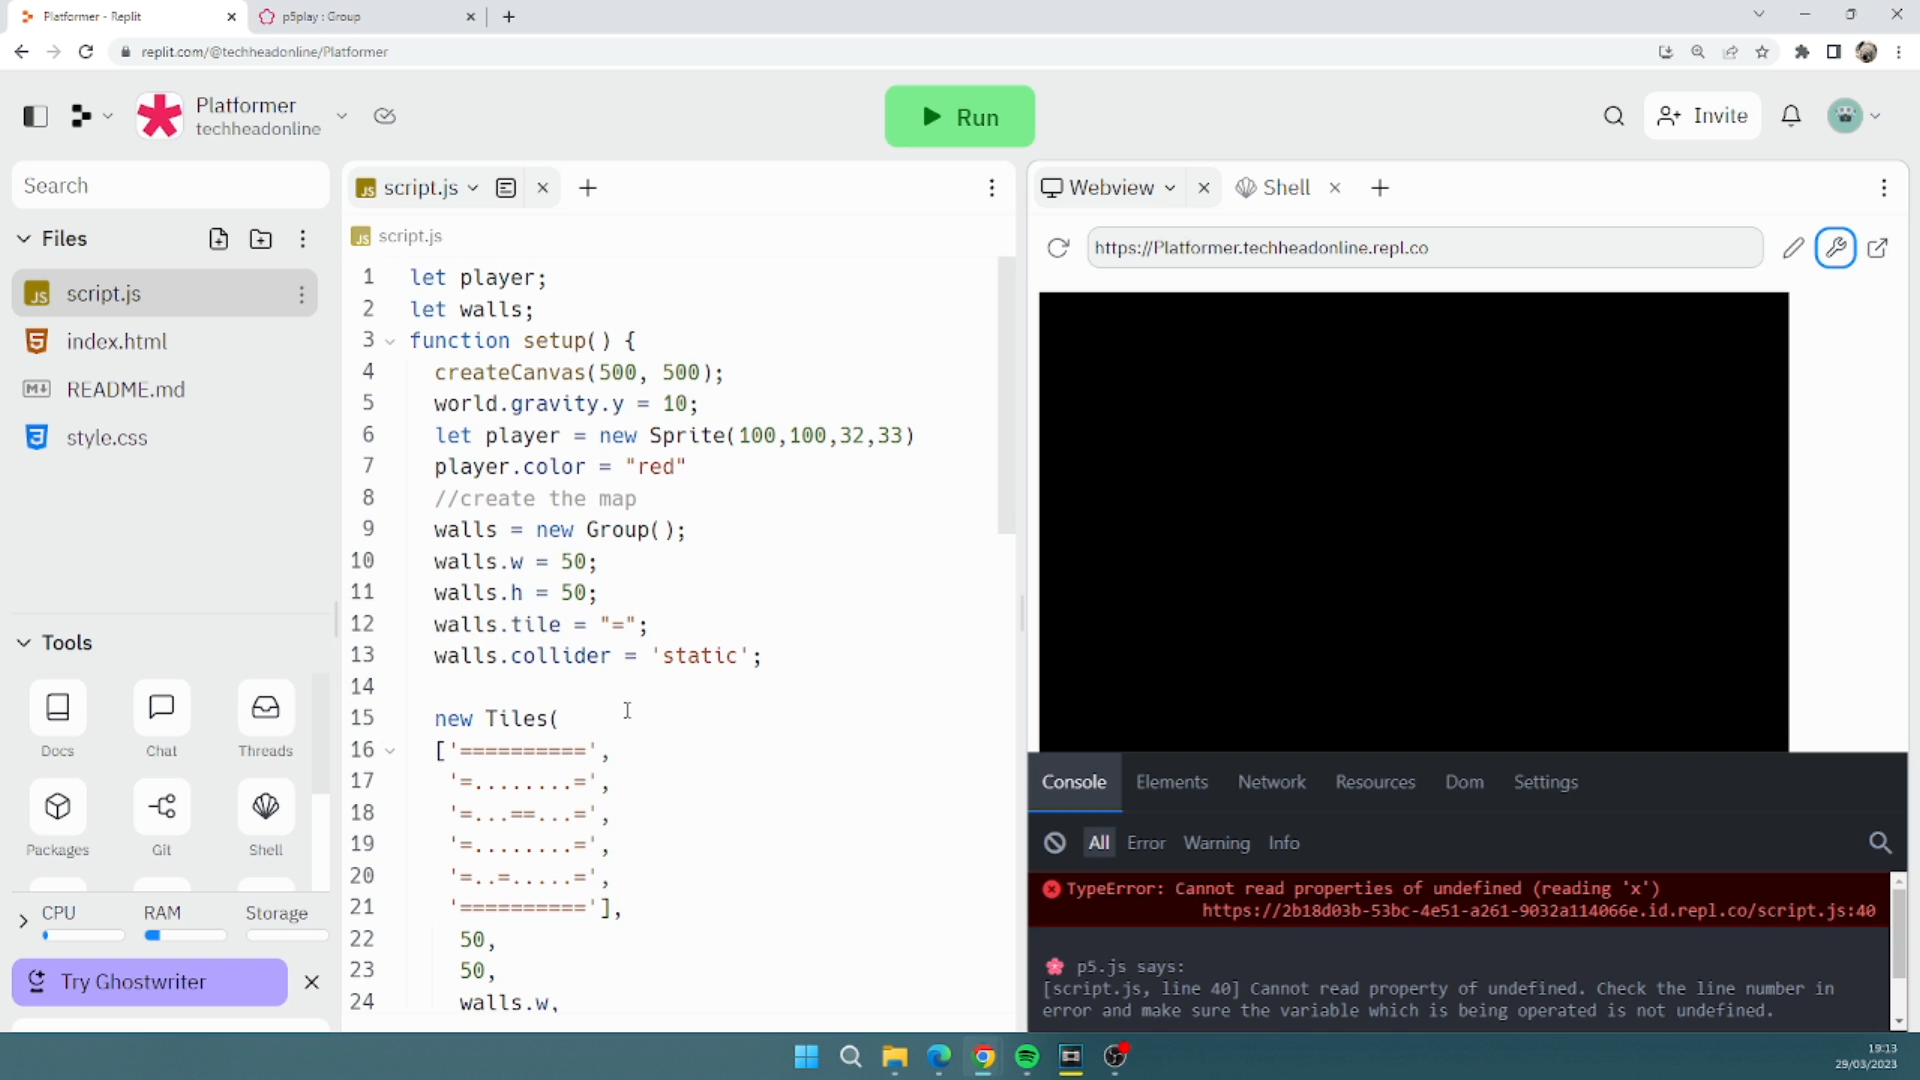 Platformer - Replit
p5play : Group
replit.com/@techheadonline/Platformer
Platformer
techheadonline
Run
Invite
Search
Files
JS script.js
index.html
README.md
style.css
Tools
Docs
Chat
Threads
Packages
Git
Shell
CPU
RAM
Storage
Try Ghostwriter
JS script.js
JS script.js
1 let player;
2 let walls;
3 function setup() {
4 createCanvas(500, 500);
5 world.gravity.y = 10;
6 let player = new Sprite(100,100,32,33)
7 player.color = "red"
8 //create the map
9 walls = new Group();
10 walls.w = 50;
11 walls.h = 50;
12 walls.tile = "=";
13 walls.collider = 'static';
14
15 new Tiles(
16 ['==========',
17 '=........=',
18 '=...==...=',
19 '=........=',
20 '=..=.....=',
21 '=========='],
22 50,
23 50,
24 walls.w,
Webview
Shell
https://Platformer.techheadonline.repl.co
Console Elements Network Resources Dom Settings
All Error Warning Info
TypeError: Cannot read properties of undefined (reading 'x')
https://2b18d03b-53bc-4e51-a261-9032a114066e.id.repl.co/script.js:40
p5.js says:
[script.js, line 40] Cannot read property of undefined. Check the line number in
error and make sure the variable which is being operated is not undefined.
19:13
29/03/2023